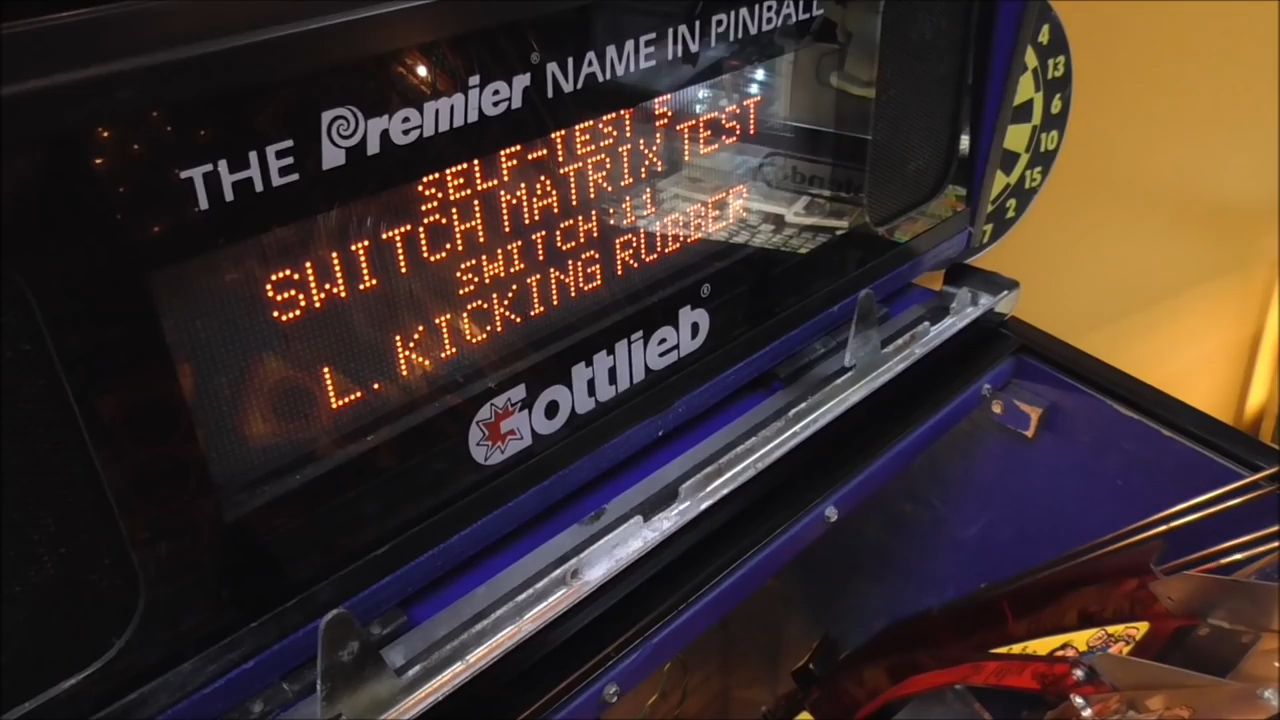 THE Premier® NAME IN PINBALL
SELF-TEST 5
SWITCH MATRIX TEST
SWITCH 11
L. KICKING RUBBER
Gottlieb®
4
13
6
10
15
2